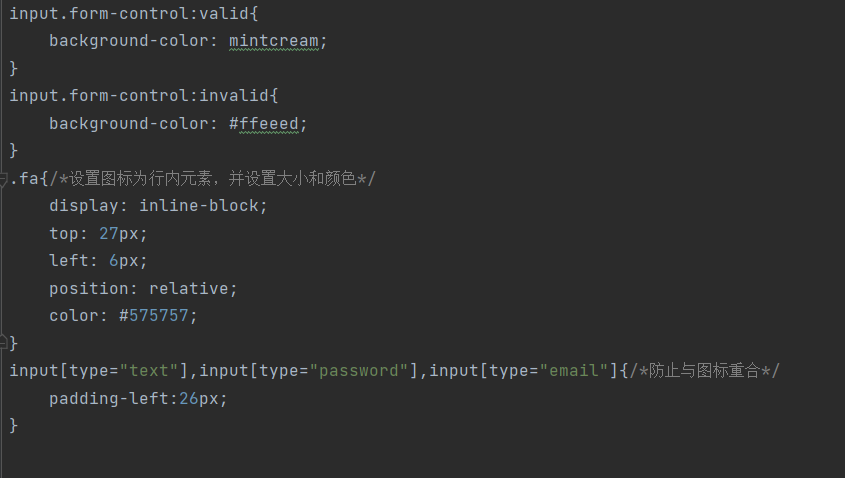 input.form-control:valid{
    background-color: mintcream;
}
input.form-control:invalid{
    background-color: #ffeeed;
}
.fa{/*设置图标为行内元素，并设置大小和颜色*/
    display: inline-block;
    top: 27px;
    left: 6px;
    position: relative;
    color: #575757;
}
input[type="text"],input[type="password"],input[type="email"]{/*防止与图标重合*/
    padding-left:26px;
}